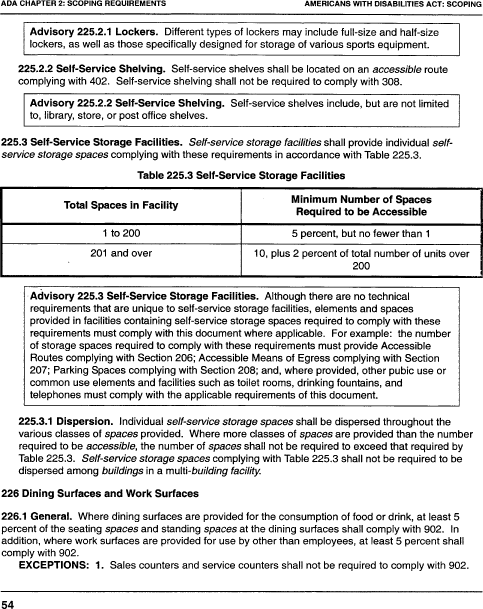 ADA CHAPTER 2: SCOPING REQUIREMENTS AMERICANS WITH DISABILITIES ACT: SCOPING
Advisory 225.2.1 Lockers. Different types of lockers may include full-size and half-size
lockers, as well as those specifically designed for storage of various sports equipment.
225.2.2 Self-Service Shelving. Self-service shelves shall be located on an accessible route
complying with 402. Self-service shelving shall not be required to comply with 308.
Advisory 225.2.2 Self-Service Shelving. Self-service shelves include, but are not limited
to, library, store, or post office shelves.
225.3 Self-Service Storage Facilities. Self-service storage facilities shall provide individual self-
service storage spaces complying with these requirements in accordance with Table 225.3.
Table 225.3 Self-Service Storage Facilities
Total Spaces in Facility
Minimum Number of Spaces
Required to be Accessible
1 to 200
5 percent, but no fewer than 1
201 and over
10, plus 2 percent of total number of units over
200
Advisory 225.3 Self-Service Storage Facilities. Although there are no technical
requirements that are unique to self-service storage facilities, elements and spaces
provided in facilities containing self-service storage spaces required to comply with these
requirements must comply with this document where applicable. For example: the number
of storage spaces required to comply with these requirements must provide Accessible
Routes complying with Section 206; Accessible Means of Egress complying with Section
207; Parking Spaces complying with Section 208; and, where provided, other pubic use or
common use elements and facilities such as toilet rooms, drinking fountains, and
telephones must comply with the applicable requirements of this document.
225.3.1 Dispersion. Individual self-service storage spaces shall be dispersed throughout the
various classes of spaces provided. Where more classes of spaces are provided than the number
required to be accessible, the number of spaces shall not be required to exceed that required by
Table 225.3. Self-service storage spaces complying with Table 225.3 shall not be required to be
dispersed among buildings in a multi-building facility.
226 Dining Surfaces and Work Surfaces
226.1 General. Where dining surfaces are provided for the consumption of food or drink, at least 5
percent of the seating spaces and standing spaces at the dining surfaces shall comply with 902. In
addition, where work surfaces are provided for use by other than employees, at least 5 percent shall
comply with 902.
EXCEPTIONS: 1. Sales counters and service counters shall not be required to comply with 902.
54